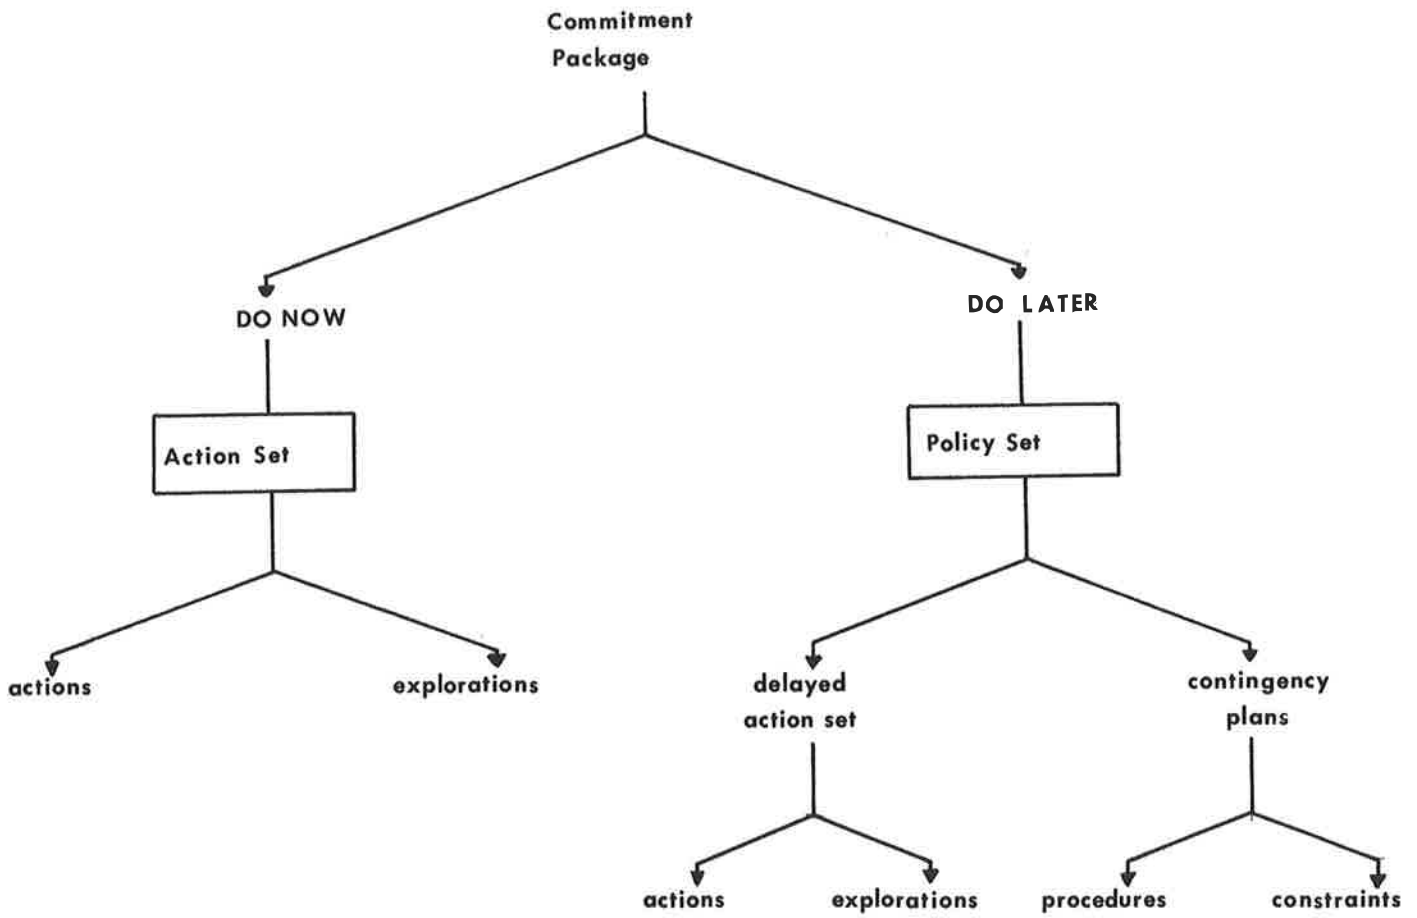 Commitment
Package
DO NOW
DO LATER
Action Set
Policy Set
actions
explorations
delayed
action set
contingency
plans
actions
explorations
procedures
constraints